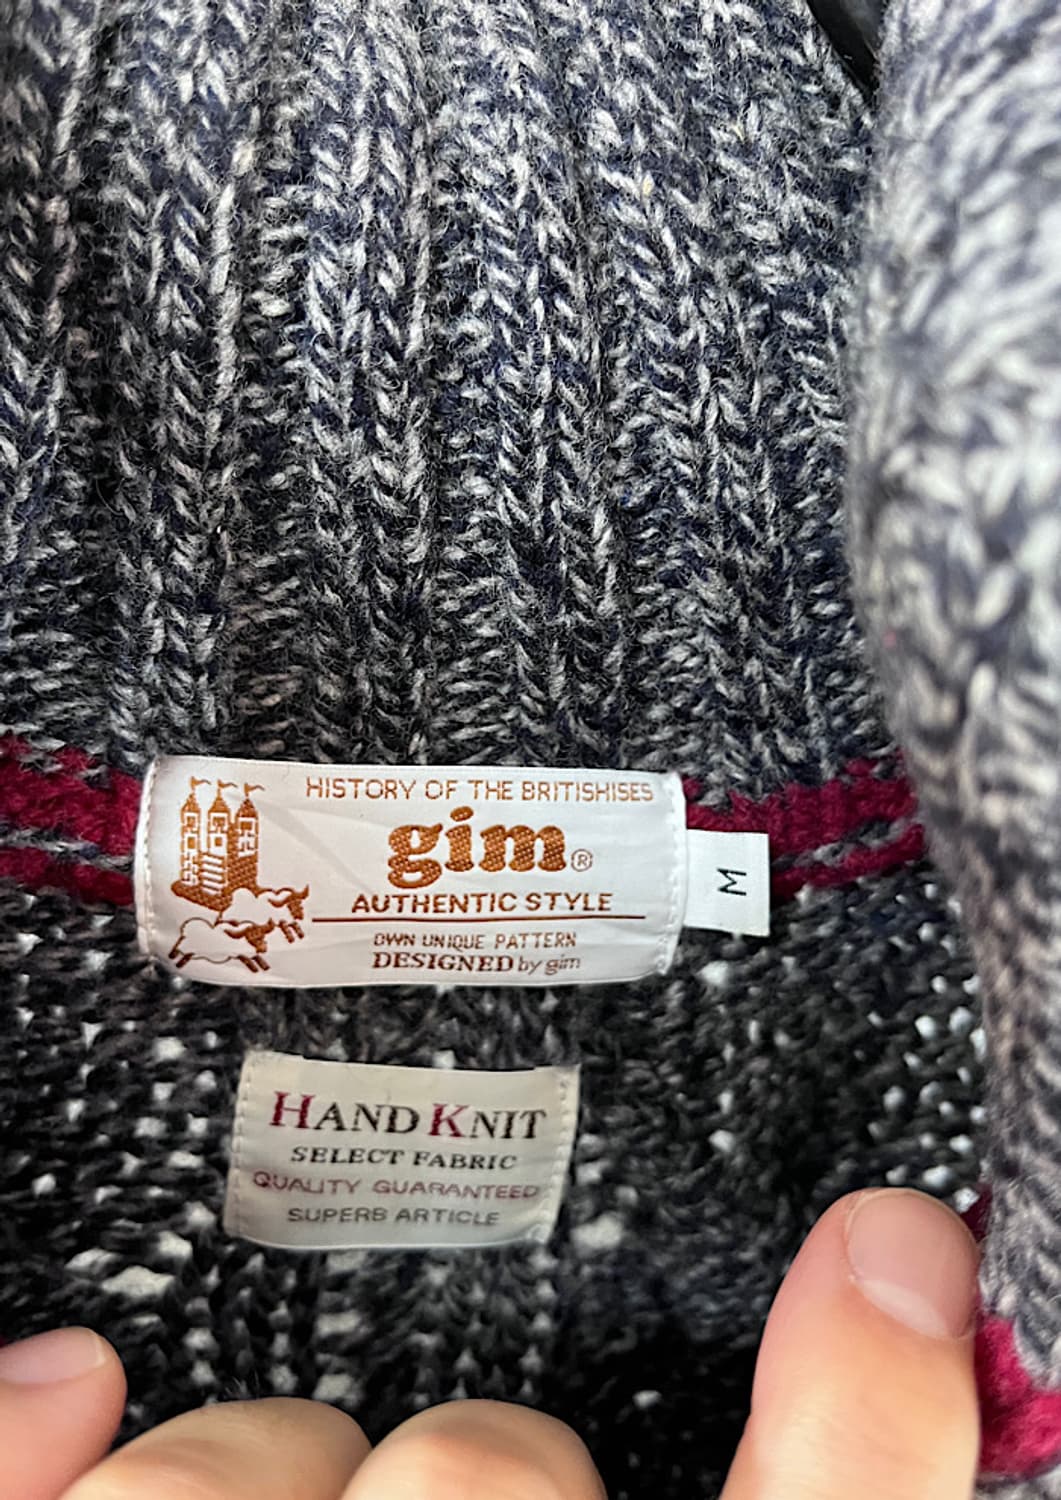 HISTORY OF THE BRITISHISES
gim®
AUTHENTIC STYLE
OWN UNIQUE PATTERN
DESIGNED by gim
M
HAND KNIT
SELECT FABRIC
QUALITY GUARANTEED
SUPERB ARTICLE